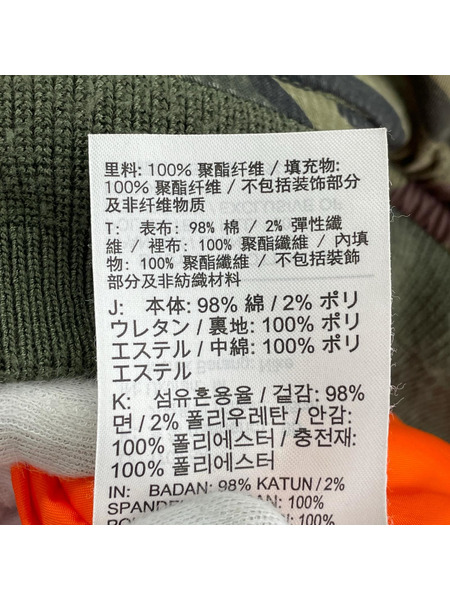 里料: 100% 聚酯纤维 / 填充物:
100% 聚酯纤维 / 不包括装饰部分
及非纤维物质
T: 表布: 98% 棉 / 2% 彈性纖
維 / 裡布: 100% 聚酯纖維 / 內填
物: 100% 聚酯纖維 / 不包括裝飾
部分及非紡織材料
J: 本体: 98% 綿 / 2% ポリ
ウレタン / 裏地: 100% ポリ
エステル / 中綿: 100% ポリ
エステル
K: 섬유혼용율 / 겉감: 98%
면 / 2% 폴리우레탄 / 안감:
100% 폴리에스터 / 충전재:
100% 폴리에스터
IN: BADAN: 98% KATUN / 2%
100%
100%